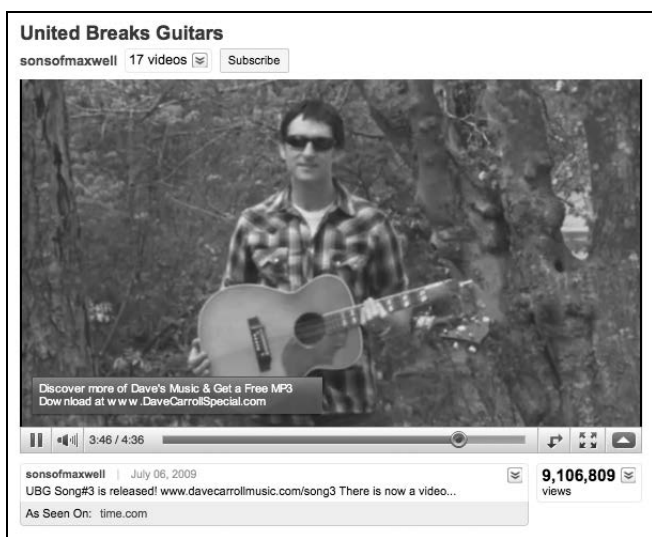 United Breaks Guitars
sonsofmaxwell 17 videos Subscribe
Discover more of Dave's Music & Get a Free MP3
Download at www.DaveCarrollSpecial.com
3:46 / 4:36
sonsofmaxwell | July 06, 2009
UBG Song#3 is released! www.davecarrollmusic.com/song3 There is now a video...
As Seen On: time.com
9,106,809
views